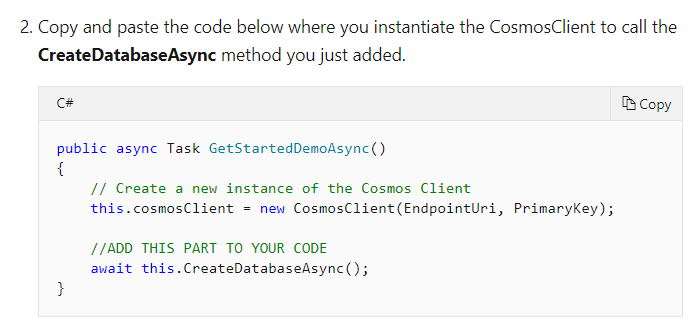 2. Copy and paste the code below where you instantiate the CosmosClient to call the
CreateDatabaseAsync method you just added.
C#
Copy
public async Task GetStartedDemoAsync()
{
    // Create a new instance of the Cosmos Client
    this.cosmosClient = new CosmosClient(EndpointUri, PrimaryKey);

    //ADD THIS PART TO YOUR CODE
    await this.CreateDatabaseAsync();
}